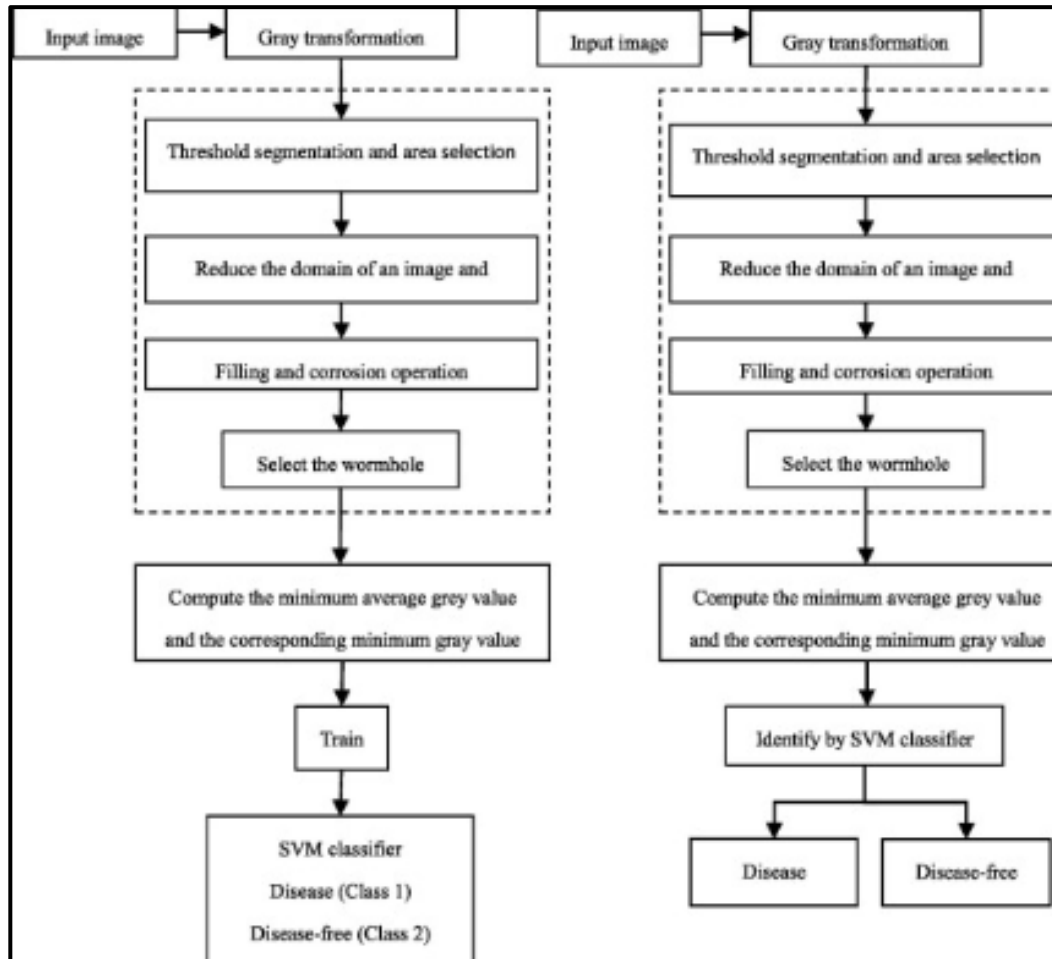 Input image
Gray transformation
Threshold segmentation and area selection
Reduce the domain of an image and
Filling and corrosion operation
Select the wormhole
Compute the minimum average grey value
and the corresponding minimum gray value
Train
SVM classifier
Disease (Class 1)
Disease-free (Class 2)
Input image
Gray transformation
Threshold segmentation and area selection
Reduce the domain of an image and
Filling and corrosion operation
Select the wormhole
Compute the minimum average grey value
and the corresponding minimum gray value
Identify by SVM classifier
Disease
Disease-free